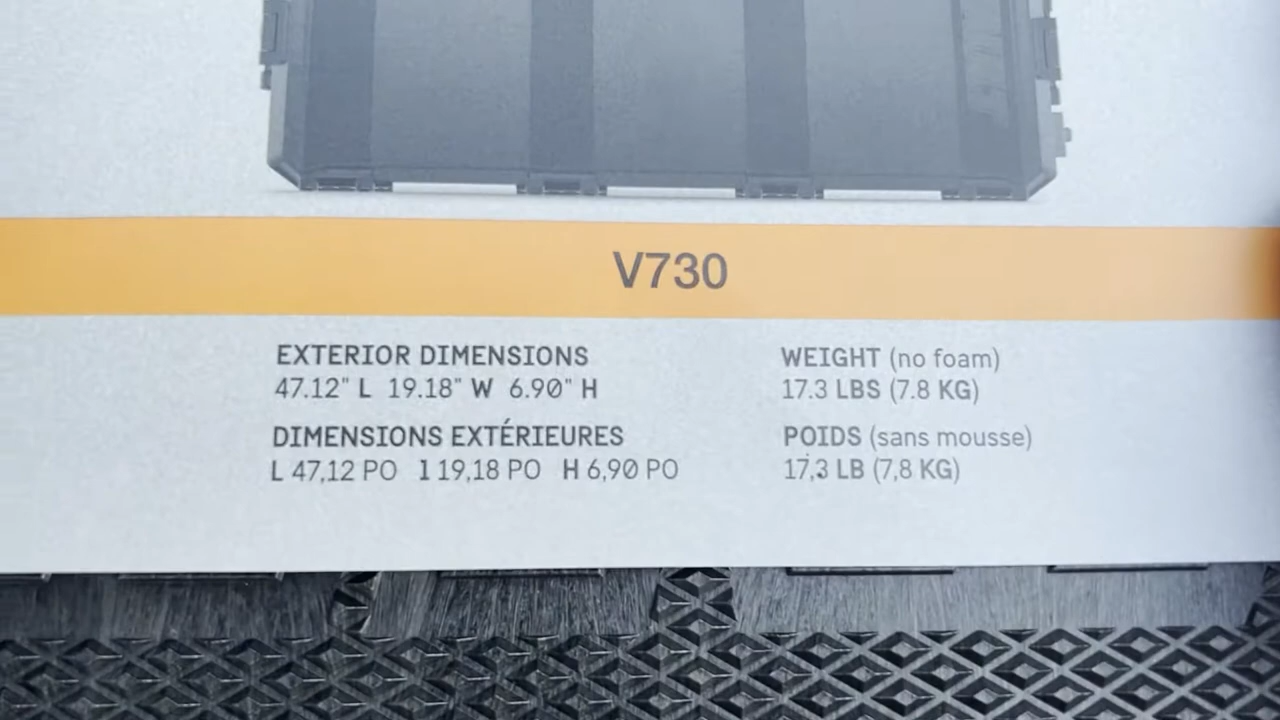 V730
EXTERIOR DIMENSIONS
47.12" L 19.18" W 6.90" H
DIMENSIONS EXTÉRIEURES
L 47,12 PO l 19,18 PO H 6,90 PO
WEIGHT (no foam)
17.3 LBS (7.8 KG)
POIDS (sans mousse)
17,3 LB (7,8 KG)